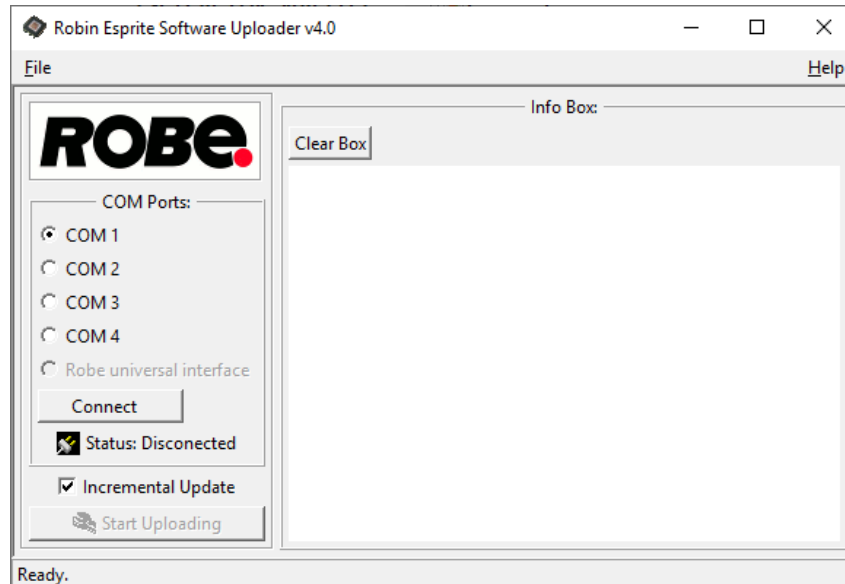 Robin Esprite Software Uploader v4.0
File
Help
ROBE
COM Ports:
COM 1
COM 2
COM 3
COM 4
Robe universal interface
Connect
Status: Disconected
Incremental Update
Start Uploading
Info Box:
Clear Box
Ready.